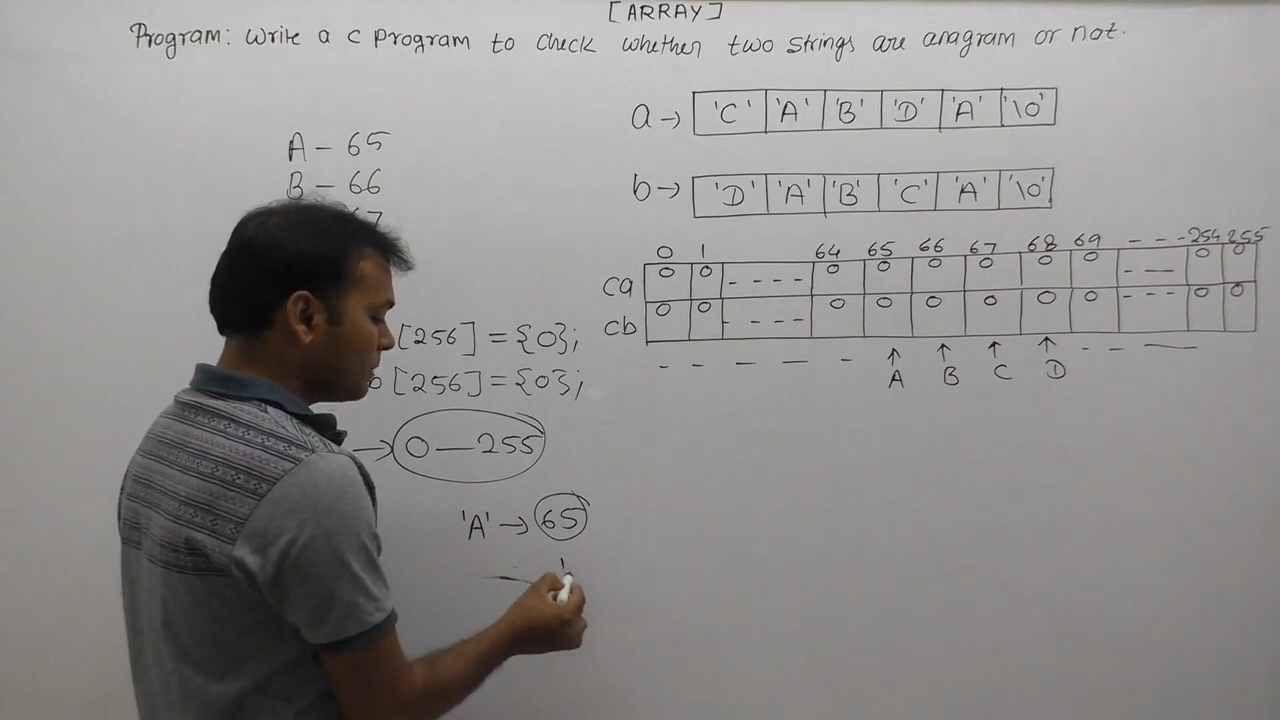 [ARRAY]
Program: Write a c program to check whether two strings are anagram or not.
a → 'C' 'A' 'B' 'D' 'A' '\0'
A - 65
B - 66
67
b → 'D' 'A' 'B' 'C' 'A' '\0'
0 1 64 65 66 67 68 69 --- 254 255
ca 0 0 ---- 0 0 0 0 0 0 --- 0 0
cb 0 0 ---- 0 0 0 0 0 0 --- 0 0
↑ ↑ ↑ ↑
A B C D
[256] = {0};
[256] = {0};
→ 0 — 255
'A' → 65